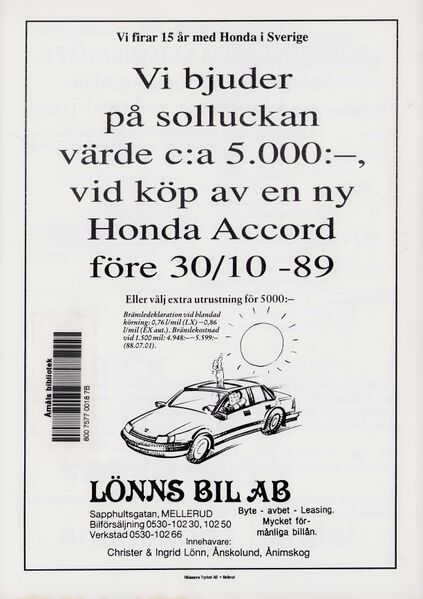 Vi firar 15 år med Honda i Sverige
Vi bjuder
på solluckan
värde c:a 5.000:–,
vid köp av en ny
Honda Accord
före 30/10 -89
Eller välj extra utrustning för 5000:–
Bränsledeklaration vid blandad
körning: 0,76 l/mil (LX) – 0,86
l/mil (EX aut.). Bränslekostnad
vid 1.500 mil: 4.948:– – 5.599:–
(88.07.01).
Åmåls bibliotek
800 7577 0018 7B
LÖNNS BIL AB
Sapphultsgatan, MELLERUD
Bilförsäljning 0530-102 30, 102 50
Verkstad 0530-102 66
Byte - avbet - Leasing.
Mycket för-
månliga billån.
Innehavare:
Christer & Ingrid Lönn, Ånskolund, Ånimskog